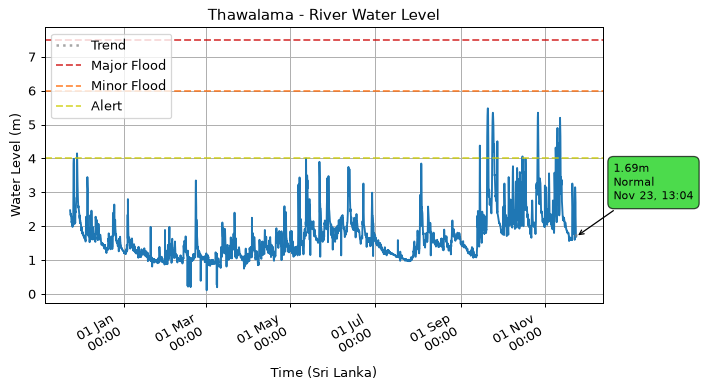 Thawalama - River Water Level
Water Level (m)
7
6
5
4
3
2
1
0
Trend
Major Flood
Minor Flood
Alert
1.69m
Normal
Nov 23, 13:04
01 Jan
00:00
01 Mar
00:00
01 May
00:00
01 Jul
00:00
01 Sep
00:00
01 Nov
00:00
Time (Sri Lanka)